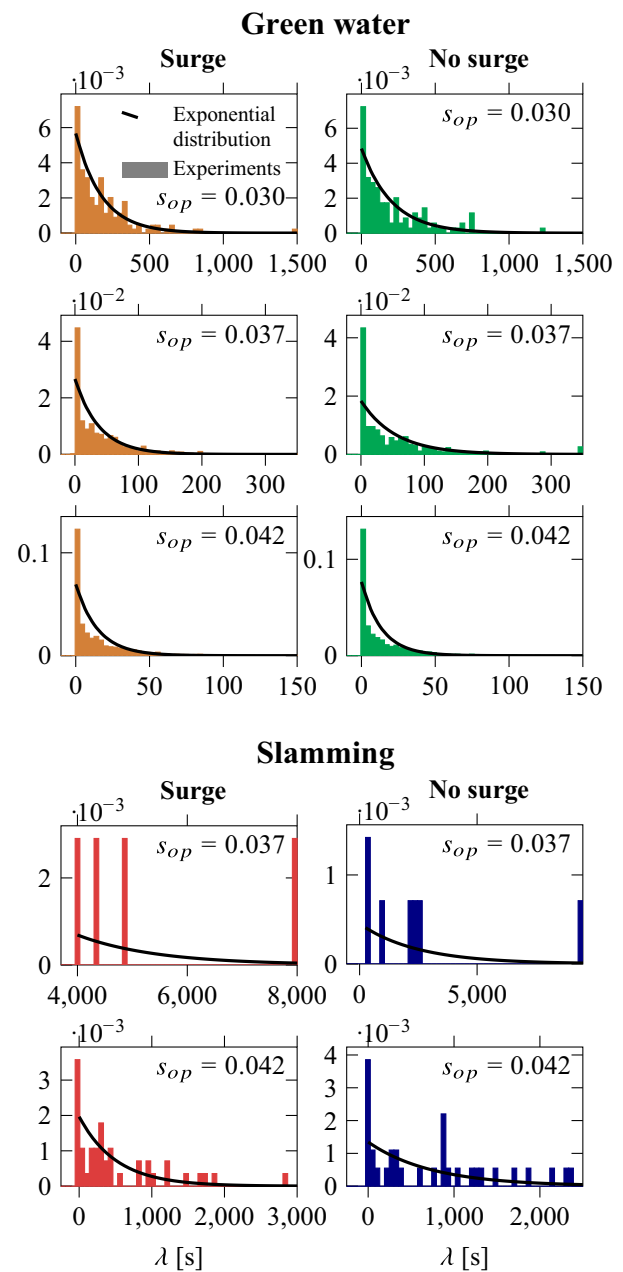 Green water
Surge
No surge
·10⁻³
·10⁻³
Exponential
distribution
Experiments
s_op = 0.030
s_op = 0.030
6
4
2
0
6
4
2
0
0 500 1,000 1,500
0 500 1,000 1,500
·10⁻²
·10⁻²
s_op = 0.037
s_op = 0.037
4
2
0
4
2
0
0 100 200 300
0 100 200 300
s_op = 0.042
s_op = 0.042
0.1
0
0.1
0
0 50 100 150
0 50 100 150
Slamming
Surge
No surge
·10⁻³
·10⁻³
s_op = 0.037
s_op = 0.037
2
0
1
0
4,000 6,000 8,000
0 5,000
·10⁻³
·10⁻³
s_op = 0.042
s_op = 0.042
3
2
1
0
4
3
2
1
0
0 1,000 2,000 3,000
0 1,000 2,000
λ [s]
λ [s]